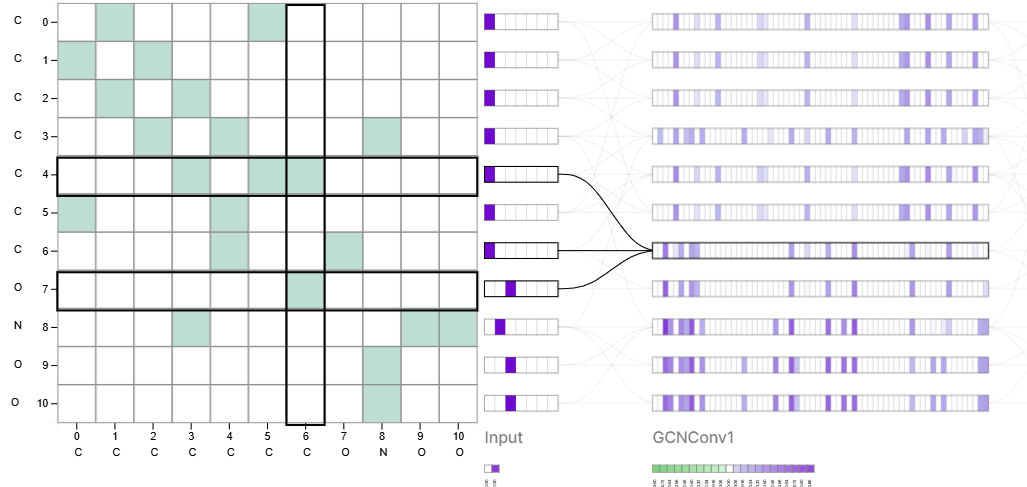 C 0
C 1
C 2
C 3
C 4
C 5
C 6
O 7
N 8
O 9
O 10
0 1 2 3 4 5 6 7 8 9 10
C C C C C C C O N O O
Input GCNConv1